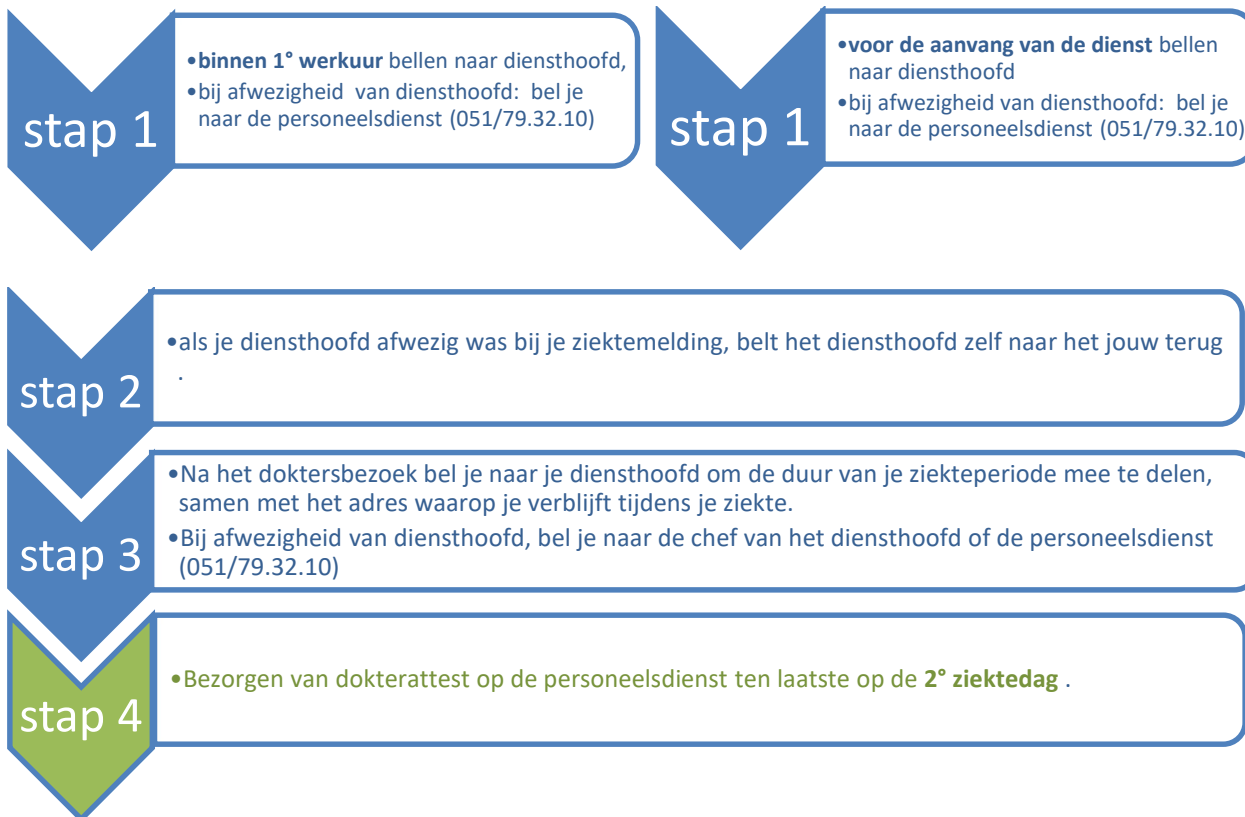 stap 1
•binnen 1° werkuur bellen naar diensthoofd,
•bij afwezigheid van diensthoofd: bel je
naar de personeelsdienst (051/79.32.10)
stap 1
•voor de aanvang van de dienst bellen
naar diensthoofd
•bij afwezigheid van diensthoofd: bel je
naar de personeelsdienst (051/79.32.10)
stap 2
•als je diensthoofd afwezig was bij je ziektemelding, belt het diensthoofd zelf naar het jouw terug
.
stap 3
•Na het doktersbezoek bel je naar je diensthoofd om de duur van je ziekteperiode mee te delen,
samen met het adres waarop je verblijft tijdens je ziekte.
•Bij afwezigheid van diensthoofd, bel je naar de chef van het diensthoofd of de personeelsdienst
(051/79.32.10)
stap 4
•Bezorgen van dokterattest op de personeelsdienst ten laatste op de 2° ziektedag .